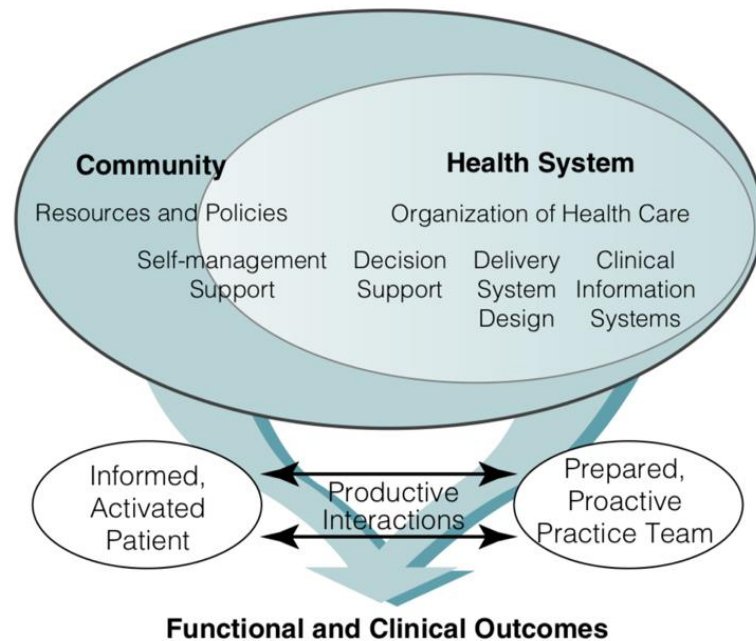 Community
Health System
Resources and Policies
Organization of Health Care
Self-management
Support
Decision
Support
Delivery
System
Design
Clinical
Information
Systems
Informed,
Activated
Patient
Productive
Interactions
Prepared,
Proactive
Practice Team
Functional and Clinical Outcomes